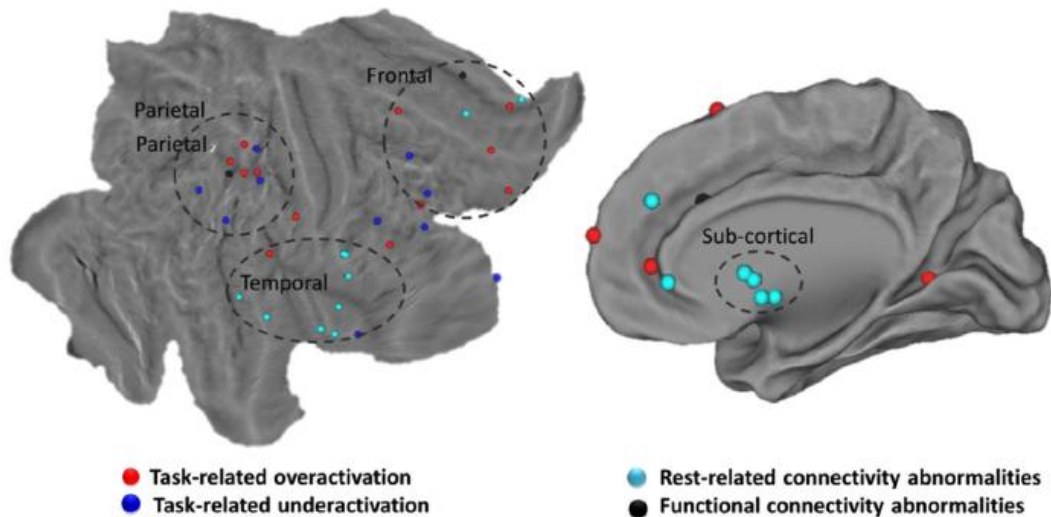 Frontal
Parietal
Parietal
Sub-cortical
Temporal
Task-related overactivation
Task-related underactivation
Rest-related connectivity abnormalities
Functional connectivity abnormalities